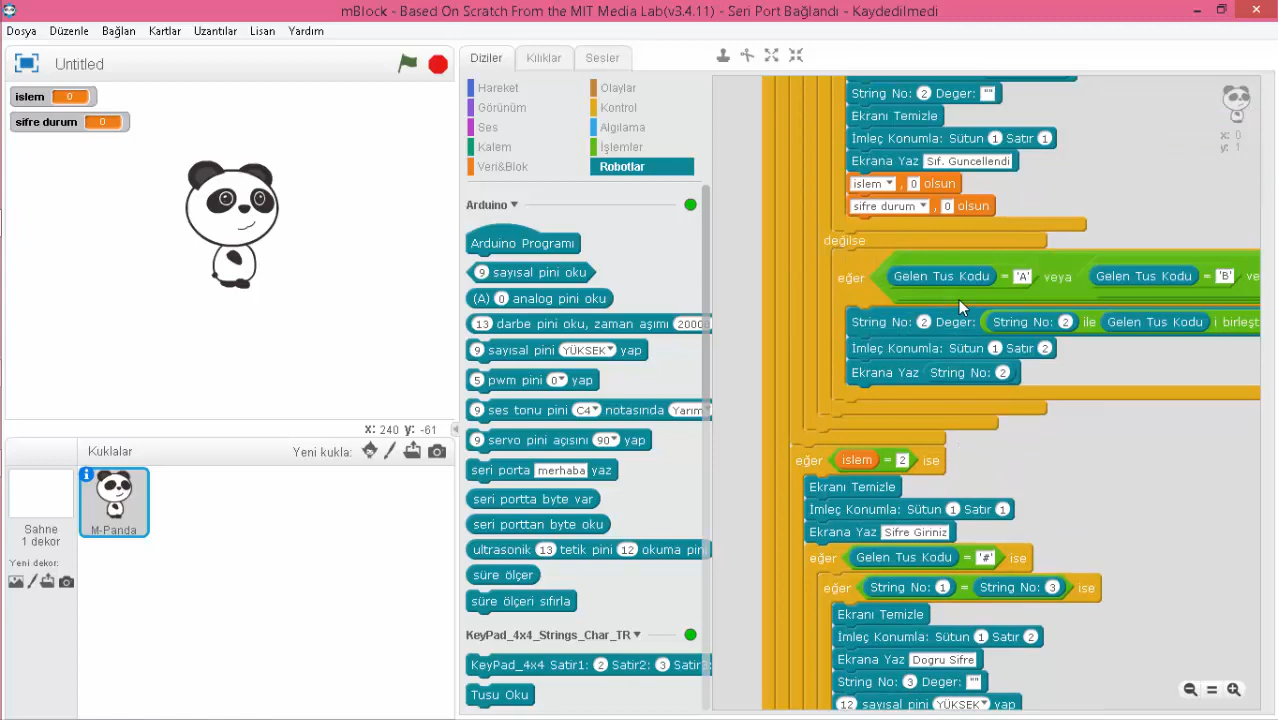 mBlock - Based On Scratch From the MIT Media Lab(v3.4.11) - Seri Port Bağlandı - Kaydedilmedi
Dosya Düzenle Bağlan Kartlar Uzantılar Lisan Yardım
Untitled
islem 0
sifre durum 0
x: 240 y: -61
Kuklalar Yeni kukla:
Sahne
1 dekor
Yeni dekor:
M-Panda
Diziler Kılıklar Sesler
Hareket Olaylar
Görünüm Kontrol
Ses Algılama
Kalem İşlemler
Veri&Blok Robotlar
Arduino
Arduino Programı
9 sayısal pini oku
(A) 0 analog pini oku
13 darbe pini oku, zaman aşımı 20000
9 sayısal pini YÜKSEK yap
5 pwm pini 0 yap
9 ses tonu pini C4 notasında Yarım
9 servo pini açısını 90 yap
seri porta merhaba yaz
seri portta byte var
seri porttan byte oku
ultrasonik 13 tetik pini 12 okuma pini
süre ölçer
süre ölçeri sıfırla
KeyPad_4x4_Strings_Char_TR
KeyPad_4x4 Satir1: 2 Satir2: 3 Satir3:
Tusu Oku
String No: 2 Deger: ""
Ekranı Temizle
İmleç Konumla: Sütun 1 Satır 1
Ekrana Yaz Sıf. Guncellendi
islem , 0 olsun
sifre durum , 0 olsun
değilse
eğer Gelen Tus Kodu = 'A' veya Gelen Tus Kodu = 'B' ve
String No: 2 Deger: String No: 2 ile Gelen Tus Kodu i birleşt
İmleç Konumla: Sütun 1 Satır 2
Ekrana Yaz String No: 2
eğer islem = 2 ise
Ekranı Temizle
İmleç Konumla: Sütun 1 Satır 1
Ekrana Yaz Sifre Giriniz
eğer Gelen Tus Kodu = '#' ise
eğer String No: 1 = String No: 3 ise
Ekranı Temizle
İmleç Konumla: Sütun 1 Satır 2
Ekrana Yaz Dogru Sifre
String No: 3 Deger: ""
12 sayısal pini YÜKSEK yap
x: 0
y: 1